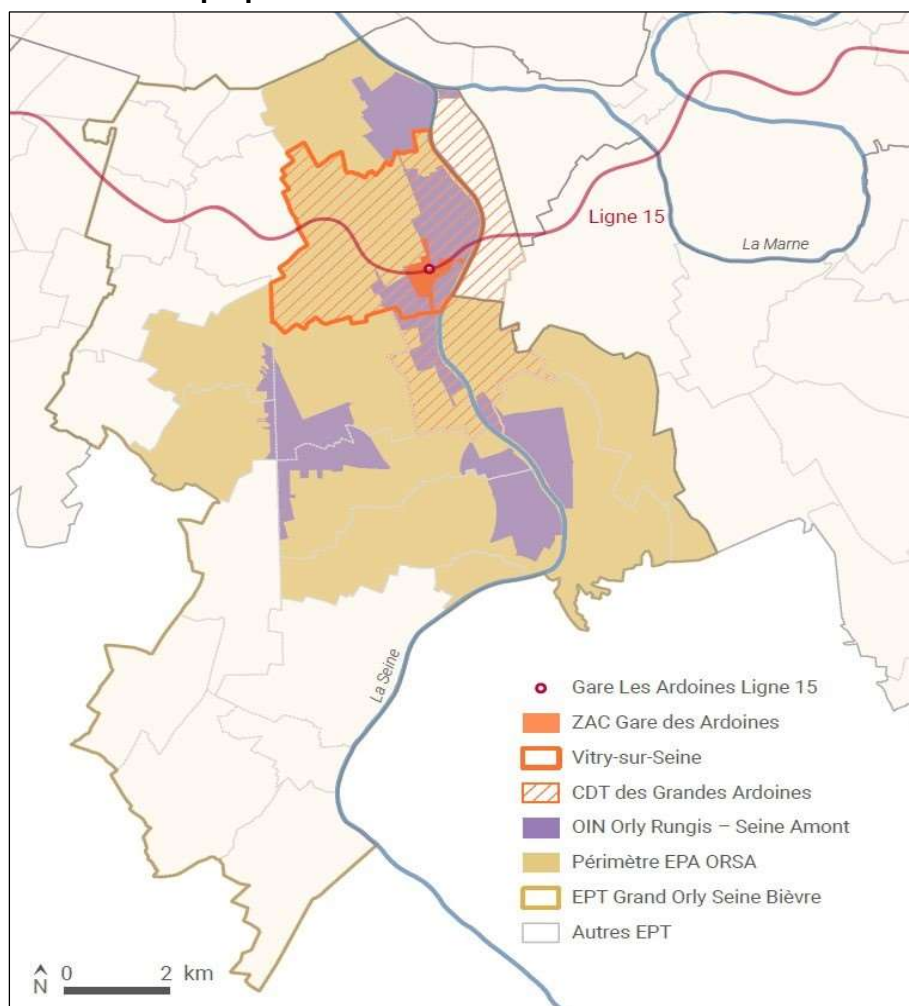 Ligne 15
La Marne
La Seine
Gare Les Ardoines Ligne 15
ZAC Gare des Ardoines
Vitry-sur-Seine
CDT des Grandes Ardoines
OIN Orly Rungis – Seine Amont
Périmètre EPA ORSA
EPT Grand Orly Seine Bièvre
Autres EPT
N 0 2 km